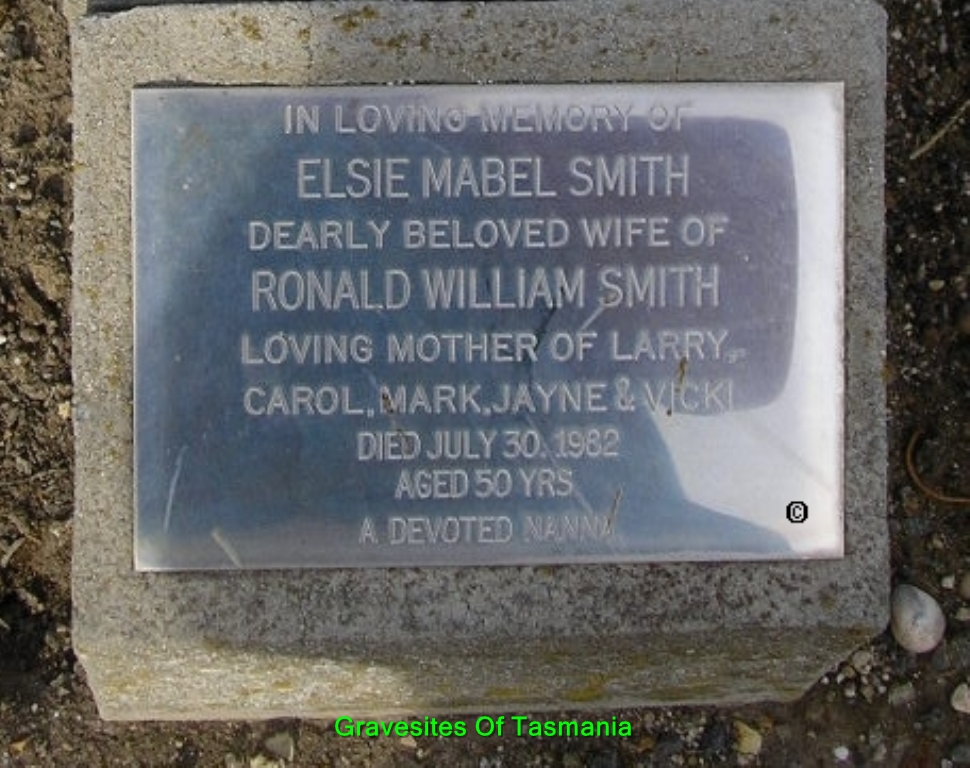 IN LOVING MEMORY OF
ELSIE MABEL SMITH
DEARLY BELOVED WIFE OF
RONALD WILLIAM SMITH
LOVING MOTHER OF LARRY,
CAROL, MARK, JAYNE & VICKI
DIED JULY 30. 1982
AGED 50 YRS
A DEVOTED NANNA
©
Gravesites Of Tasmania